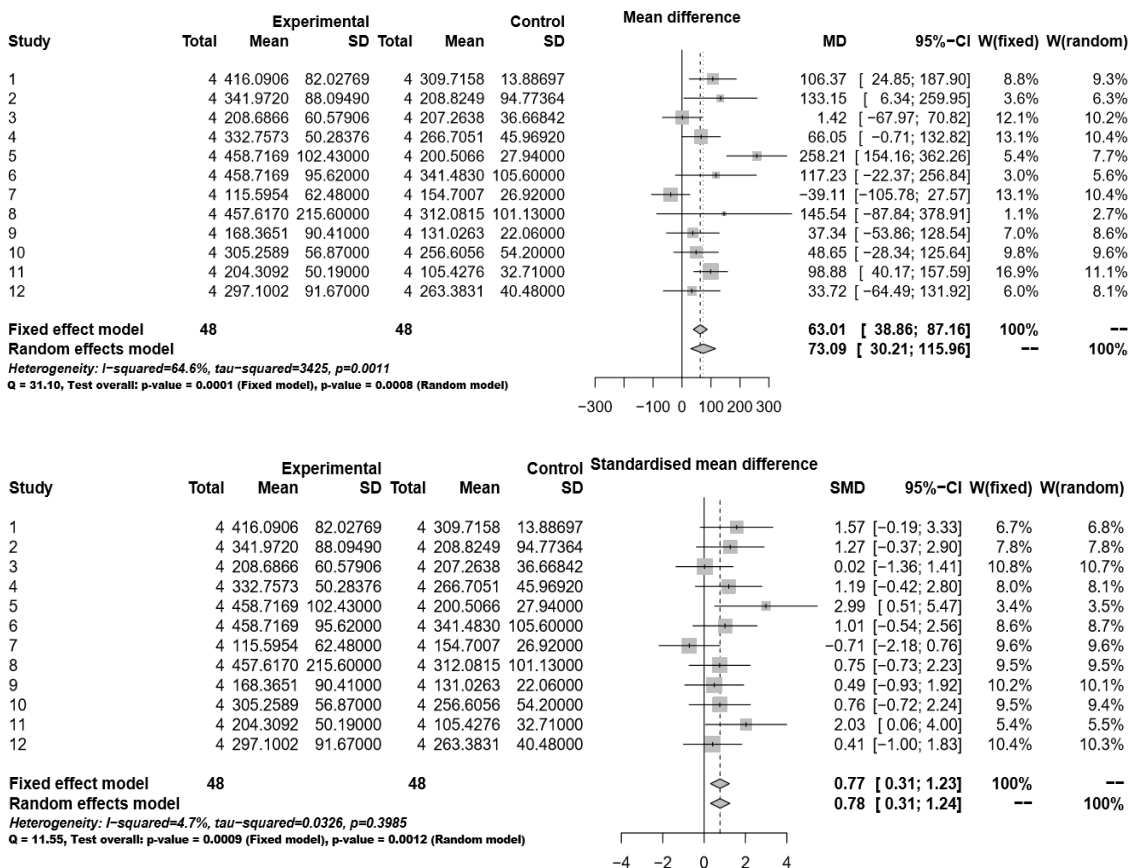 Experimental Control Mean difference
Study Total Mean SD Total Mean SD MD 95%−CI W(fixed) W(random)
1 4 416.0906 82.02769 4 309.7158 13.88697 106.37 [ 24.85; 187.90] 8.8% 9.3%
2 4 341.9720 88.09490 4 208.8249 94.77364 133.15 [ 6.34; 259.95] 3.6% 6.3%
3 4 208.6866 60.57906 4 207.2638 36.66842 1.42 [ −67.97; 70.82] 12.1% 10.2%
4 4 332.7573 50.28376 4 266.7051 45.96920 66.05 [ −0.71; 132.82] 13.1% 10.4%
5 4 458.7169 102.43000 4 200.5066 27.94000 258.21 [ 154.16; 362.26] 5.4% 7.7%
6 4 458.7169 95.62000 4 341.4830 105.60000 117.23 [ −22.37; 256.84] 3.0% 5.6%
7 4 115.5954 62.48000 4 154.7007 26.92000 −39.11 [−105.78; 27.57] 13.1% 10.4%
8 4 457.6170 215.60000 4 312.0815 101.13000 145.54 [ −87.84; 378.91] 1.1% 2.7%
9 4 168.3651 90.41000 4 131.0263 22.06000 37.34 [ −53.86; 128.54] 7.0% 8.6%
10 4 305.2589 56.87000 4 256.6056 54.20000 48.65 [ −28.34; 125.64] 9.8% 9.6%
11 4 204.3092 50.19000 4 105.4276 32.71000 98.88 [ 40.17; 157.59] 16.9% 11.1%
12 4 297.1002 91.67000 4 263.3831 40.48000 33.72 [ −64.49; 131.92] 6.0% 8.1%
Fixed effect model 48 48 63.01 [ 38.86; 87.16] 100% −−
Random effects model 73.09 [ 30.21; 115.96] −− 100%
Heterogeneity: I−squared=64.6%, tau−squared=3425, p=0.0011
Q = 31.10, Test overall: p-value = 0.0001 (Fixed model), p-value = 0.0008 (Random model)
−300 −100 0 100 200 300
Experimental Control Standardised mean difference
Study Total Mean SD Total Mean SD SMD 95%−CI W(fixed) W(random)
1 4 416.0906 82.02769 4 309.7158 13.88697 1.57 [−0.19; 3.33] 6.7% 6.8%
2 4 341.9720 88.09490 4 208.8249 94.77364 1.27 [−0.37; 2.90] 7.8% 7.8%
3 4 208.6866 60.57906 4 207.2638 36.66842 0.02 [−1.36; 1.41] 10.8% 10.7%
4 4 332.7573 50.28376 4 266.7051 45.96920 1.19 [−0.42; 2.80] 8.0% 8.1%
5 4 458.7169 102.43000 4 200.5066 27.94000 2.99 [ 0.51; 5.47] 3.4% 3.5%
6 4 458.7169 95.62000 4 341.4830 105.60000 1.01 [−0.54; 2.56] 8.6% 8.7%
7 4 115.5954 62.48000 4 154.7007 26.92000 −0.71 [−2.18; 0.76] 9.6% 9.6%
8 4 457.6170 215.60000 4 312.0815 101.13000 0.75 [−0.73; 2.23] 9.5% 9.5%
9 4 168.3651 90.41000 4 131.0263 22.06000 0.49 [−0.93; 1.92] 10.2% 10.1%
10 4 305.2589 56.87000 4 256.6056 54.20000 0.76 [−0.72; 2.24] 9.5% 9.4%
11 4 204.3092 50.19000 4 105.4276 32.71000 2.03 [ 0.06; 4.00] 5.4% 5.5%
12 4 297.1002 91.67000 4 263.3831 40.48000 0.41 [−1.00; 1.83] 10.4% 10.3%
Fixed effect model 48 48 0.77 [ 0.31; 1.23] 100% −−
Random effects model 0.78 [ 0.31; 1.24] −− 100%
Heterogeneity: I−squared=4.7%, tau−squared=0.0326, p=0.3985
Q = 11.55, Test overall: p-value = 0.0009 (Fixed model), p-value = 0.0012 (Random model)
−4 −2 0 2 4